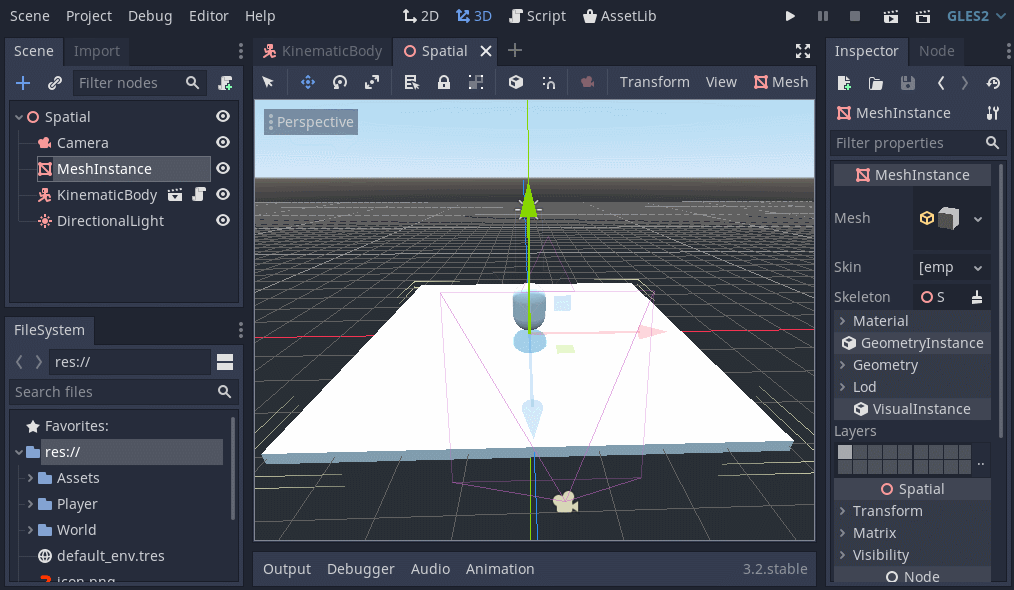 Scene Project Debug Editor Help 2D 3D Script AssetLib GLES2
Scene Import
Filter nodes
Spatial
Camera
MeshInstance
KinematicBody
DirectionalLight
FileSystem
res://
Search files
Favorites:
res://
Assets
Player
World
default_env.tres
icon.png
KinematicBody Spatial
Transform View Mesh
Perspective
Output Debugger Audio Animation 3.2.stable
Inspector Node
MeshInstance
Filter properties
MeshInstance
Mesh
Skin [emp
Skeleton S
Material
GeometryInstance
Geometry
Lod
VisualInstance
Layers
..
Spatial
Transform
Matrix
Visibility
Node